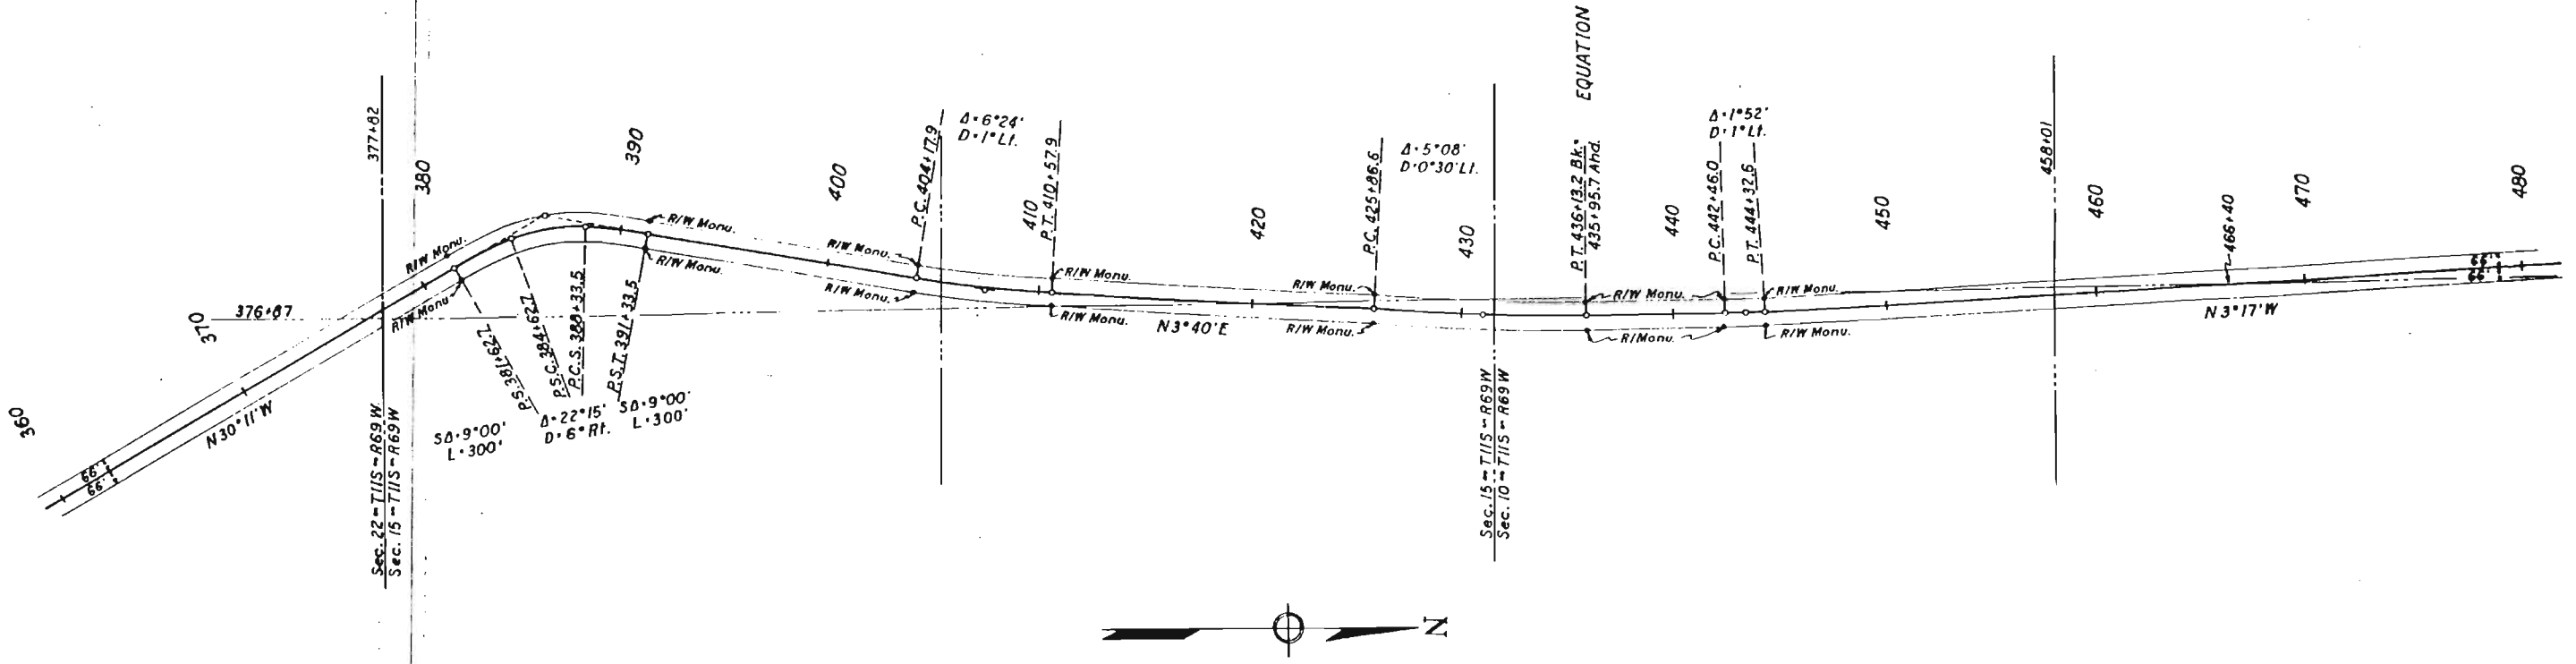 EQUATION
377+82
380
390
400
P.C. 404+17.9
Δ=6°24'
D=1°Lt.
410
P.T. 410+57.9
420
P.C. 425+86.6
Δ=5°08'
D=0°30'Lt.
430
P.T. 436+13.2 Bk.=
435+95.7 Ahd.
440
Δ=1°52'
D=1°Lt.
P.C. 442+46.0
P.T. 444+32.6
450
458+01
460
466+40
470
480
R/W Monu.
R/W Monu.
R/W Monu.
R/W Monu.
R/W Monu.
R/W Monu.
R/W Monu.
66'
66'
R/W Monu.
R/W Monu.
R/W Monu.
R/W Monu.
R/W Monu.
R/Monu.
R/W Monu.
360
370
376+87
N30°11'W
66'
66'
N3°40'E
N3°17'W
P.S. 381+62.7
P.S.C. 384+62.7
P.C.S. 388+33.5
P.S.T. 391+33.5
SΔ=9°00'
L=300'
Δ=22°15'
D=6°Rt.
SΔ=9°00'
L=300'
Sec. 22 - T11S - R69W
Sec. 15 - T11S - R69W
Sec. 15 - T11S - R69W
Sec. 10 - T11S - R69W
N